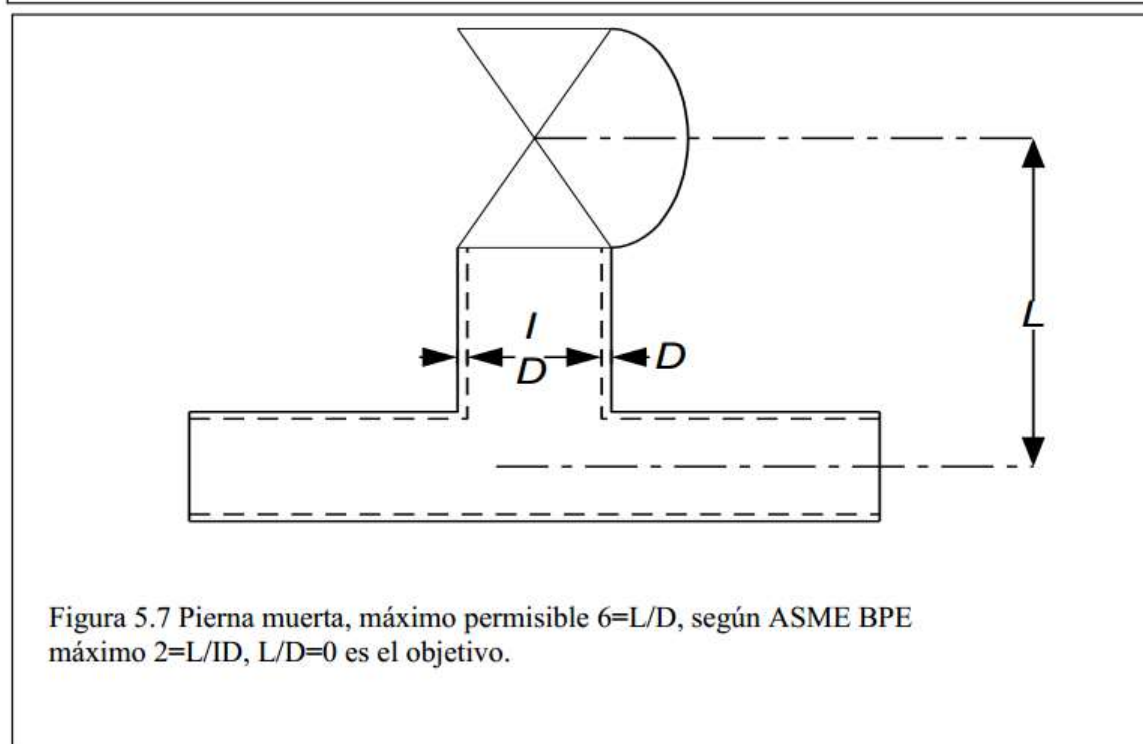 L
I
D
D
Figura 5.7 Pierna muerta, máximo permisible 6=L/D, según ASME BPE
máximo 2=L/ID, L/D=0 es el objetivo.